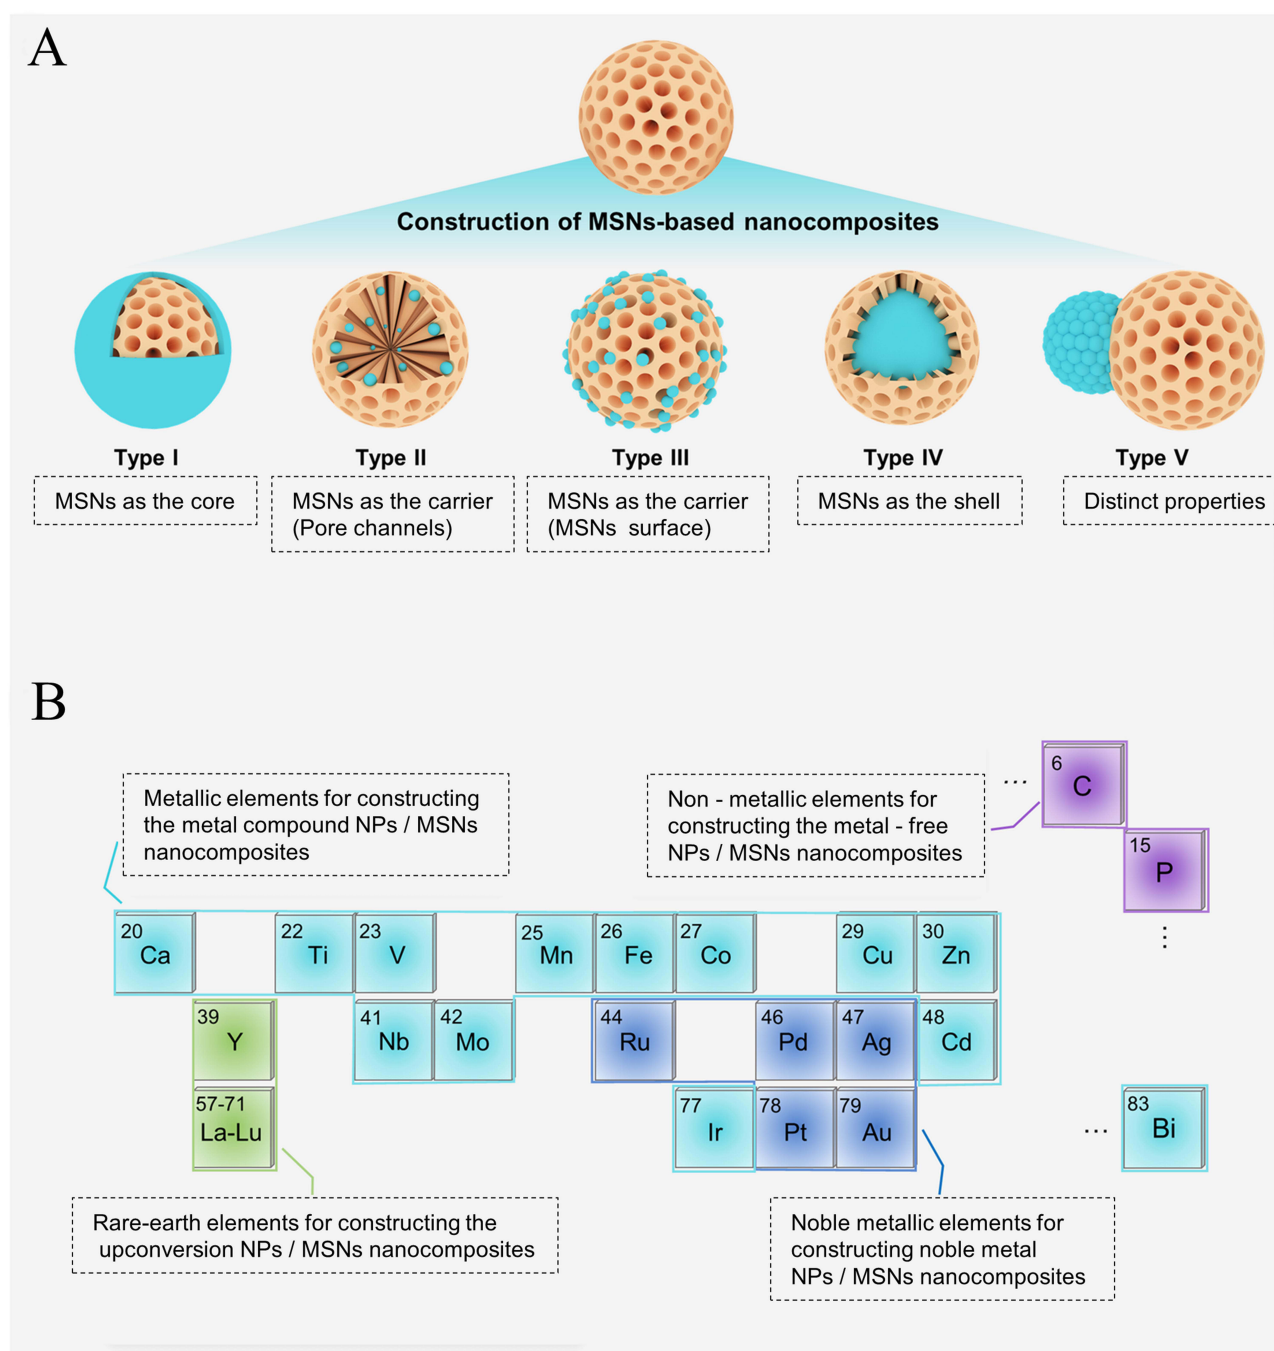 A
Construction of MSNs-based nanocomposites
Type I
Type II
Type III
Type IV
Type V
MSNs as the core
MSNs as the carrier
(Pore channels)
MSNs as the carrier
(MSNs surface)
MSNs as the shell
Distinct properties
B
Metallic elements for constructing
the metal compound NPs / MSNs
nanocomposites
Non - metallic elements for
constructing the metal - free
NPs / MSNs nanocomposites
...
6
C
15
P
...
20
Ca
22
Ti
23
V
25
Mn
26
Fe
27
Co
29
Cu
30
Zn
39
Y
41
Nb
42
Mo
44
Ru
46
Pd
47
Ag
48
Cd
57-71
La-Lu
77
Ir
78
Pt
79
Au
...
83
Bi
Rare-earth elements for constructing the
upconversion NPs / MSNs nanocomposites
Noble metallic elements for
constructing noble metal
NPs / MSNs nanocomposites